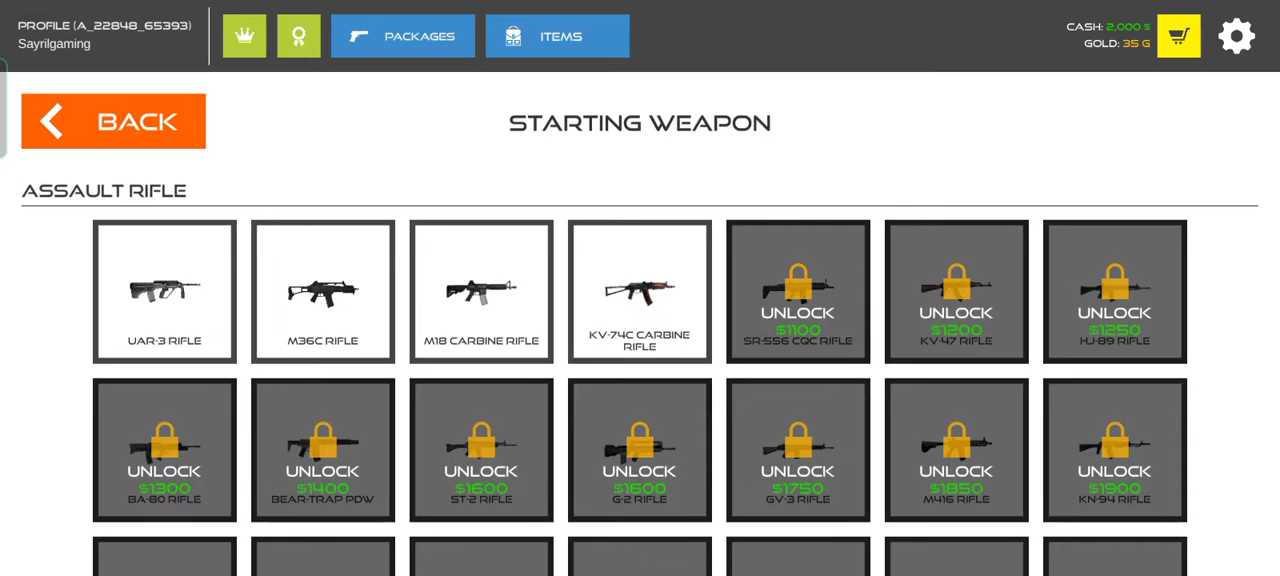 PROFILE (A_22848_65393)
Sayrilgaming
PACKAGES
ITEMS
CASH: 2,000 $
GOLD: 35 G
BACK
STARTING WEAPON
ASSAULT RIFLE
UAR-3 RIFLE
M36C RIFLE
M18 CARBINE RIFLE
KV-74C CARBINE
RIFLE
UNLOCK
$1100
SR-556 CQC RIFLE
UNLOCK
$1200
KV-47 RIFLE
UNLOCK
$1250
HJ-89 RIFLE
UNLOCK
$1300
BA-80 RIFLE
UNLOCK
$1400
BEAR-TRAP PDW
UNLOCK
$1600
ST-2 RIFLE
UNLOCK
$1600
G-2 RIFLE
UNLOCK
$1750
GV-3 RIFLE
UNLOCK
$1850
M416 RIFLE
UNLOCK
$1900
KN-94 RIFLE